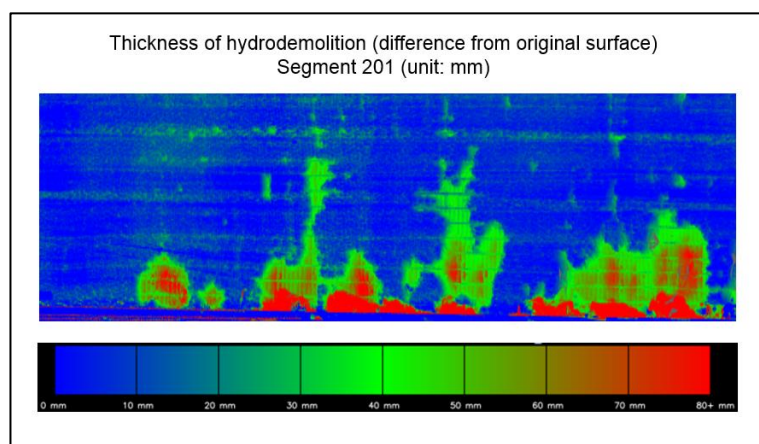 Thickness of hydrodemolition (difference from original surface)
Segment 201 (unit: mm)
0 mm 10 mm 20 mm 30 mm 40 mm 50 mm 60 mm 70 mm 80+ mm